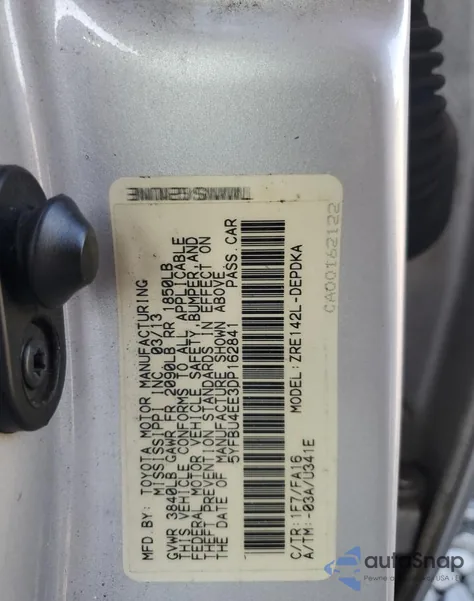 MFD BY: TOYOTA MOTOR MANUFACTURING
MISSISSIPPI INC 03/13
GVWR 3840LB GAWR FR 2090LB RR 1850LB
THIS VEHICLE CONFORMS TO ALL APPLICABLE
FEDERAL MOTOR VEHICLE SAFETY, BUMPER, AND
THEFT PREVENTION STANDARDS IN EFFECT ON
THE DATE OF MANUFACTURE SHOWN ABOVE.
5YFBU4EE3DP162841 PASS. CAR
MODEL: ZRE142L-DEPDKA
C/TR: 1F7/FA16
A/TM: -03A/U341E
CA00162122
autoSnap